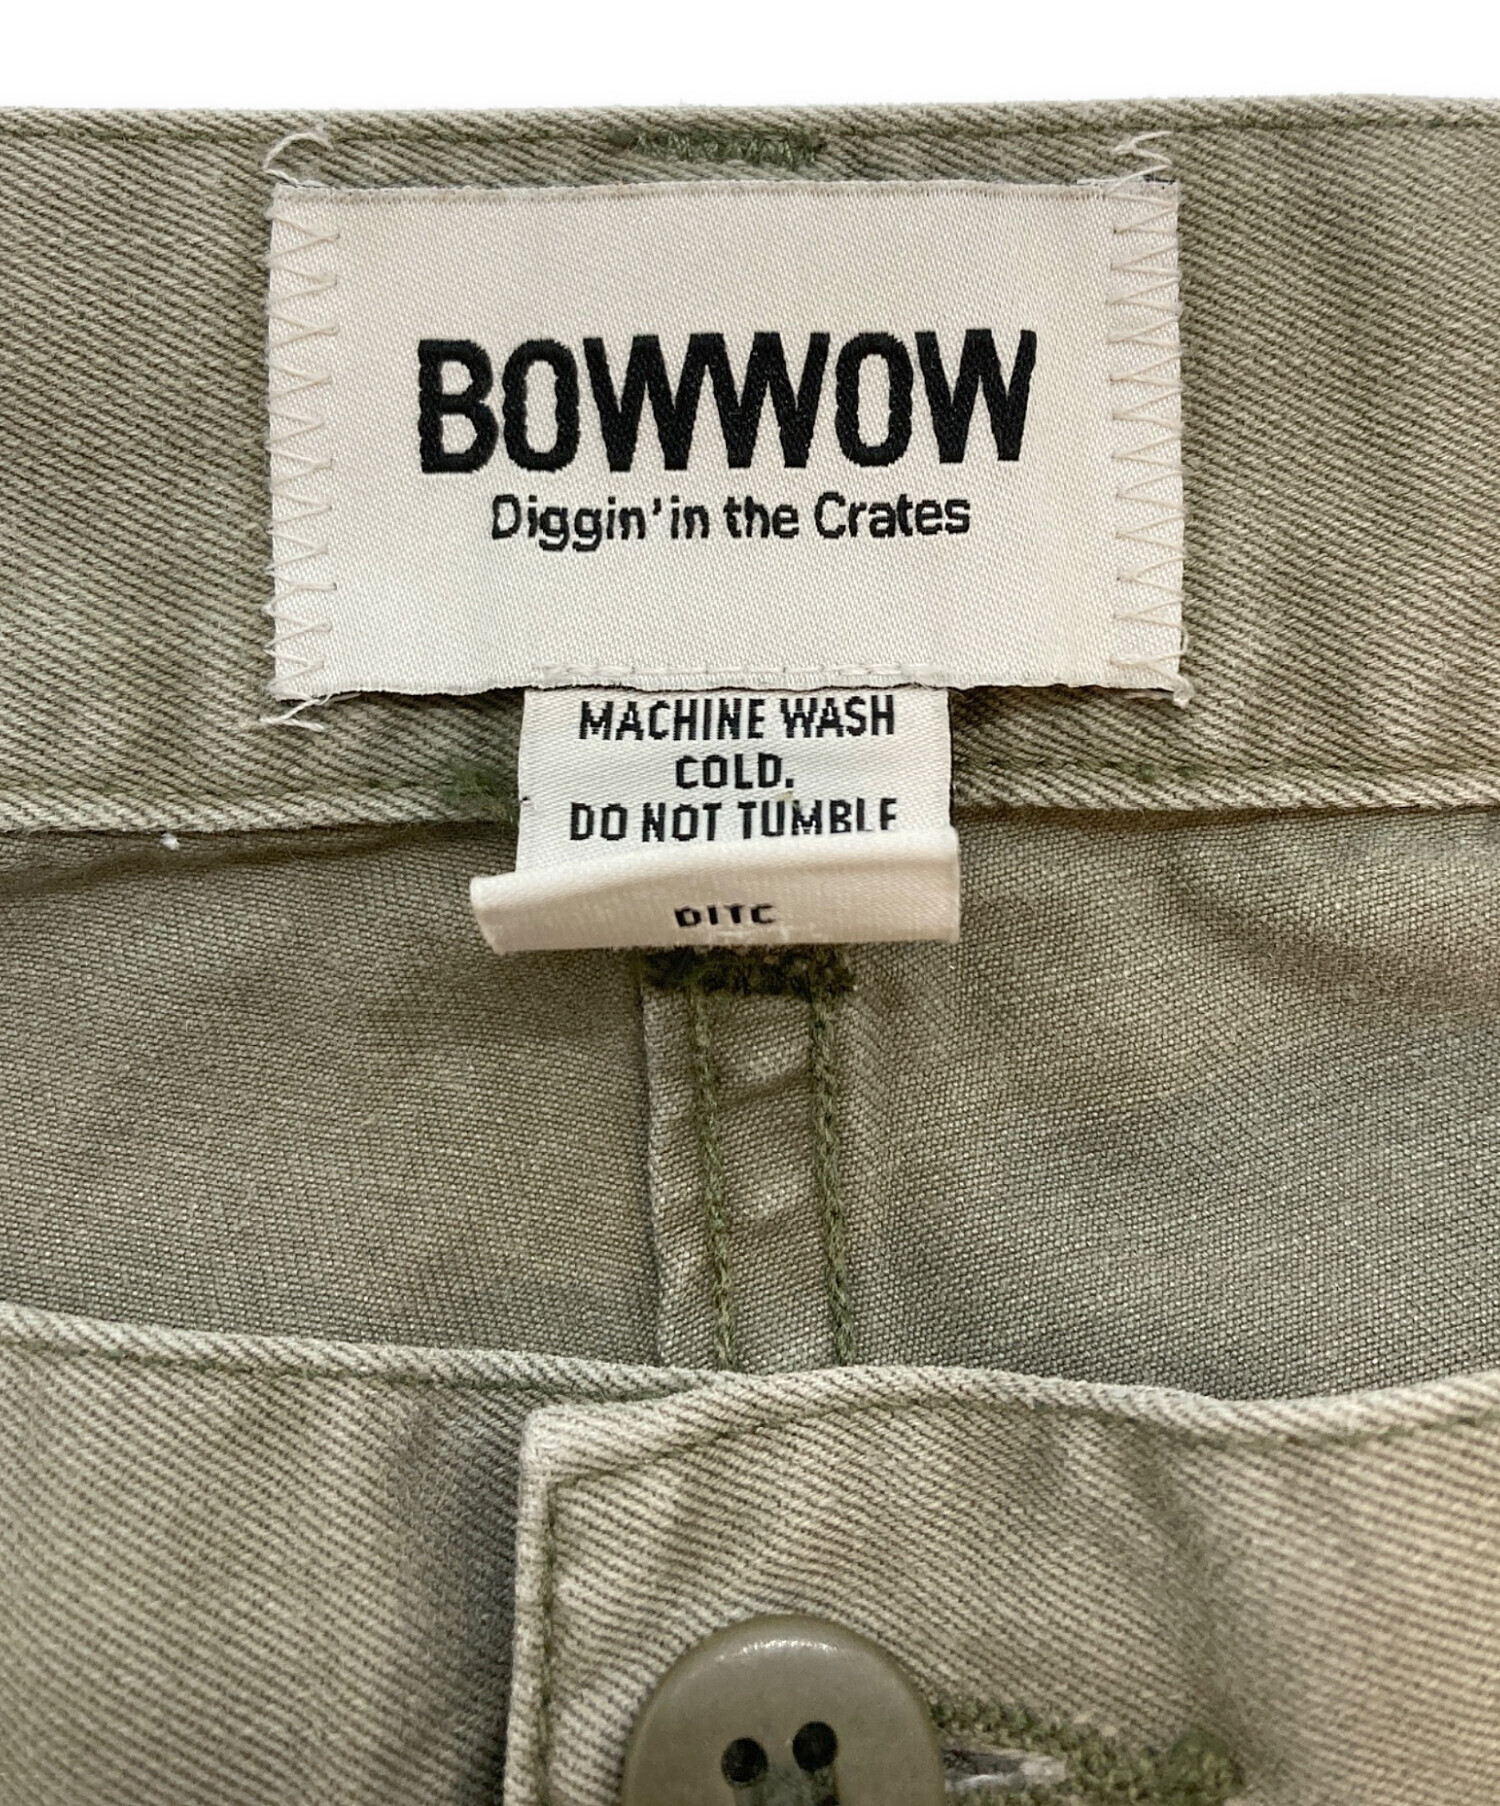 BOWWOW
Diggin' in the Crates
MACHINE WASH
COLD.
DO NOT TUMBLE
DITC